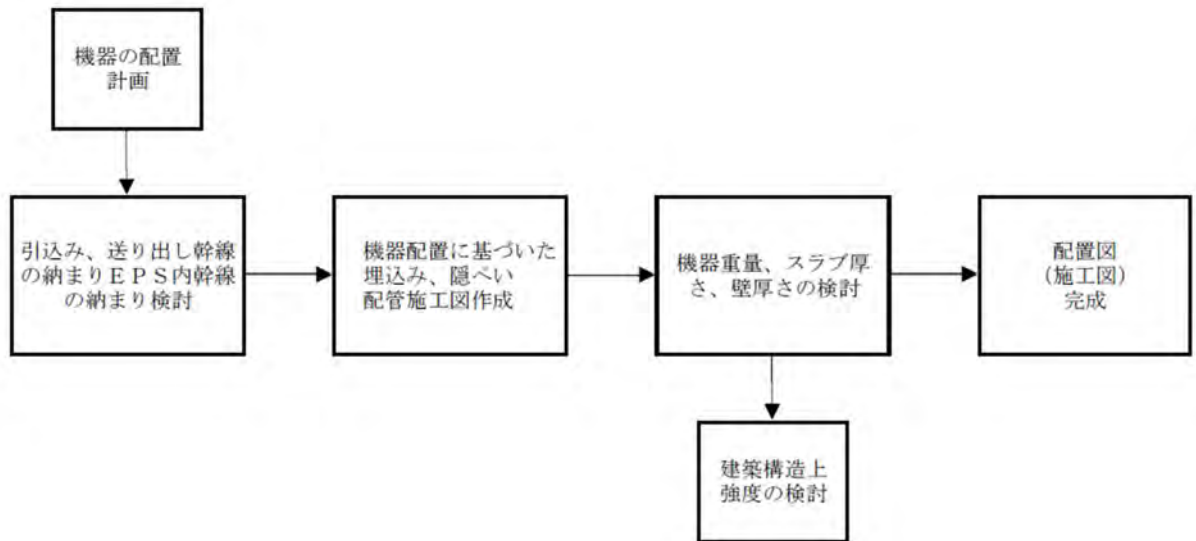 機器の配置
計画
引込み、送り出し幹線
の納まりＥＰＳ内幹線
の納まり検討
機器配置に基づいた
埋込み、隠ぺい
配管施工図作成
機器重量、スラブ厚
さ、壁厚さの検討
配置図
（施工図）
完成
建築構造上
強度の検討